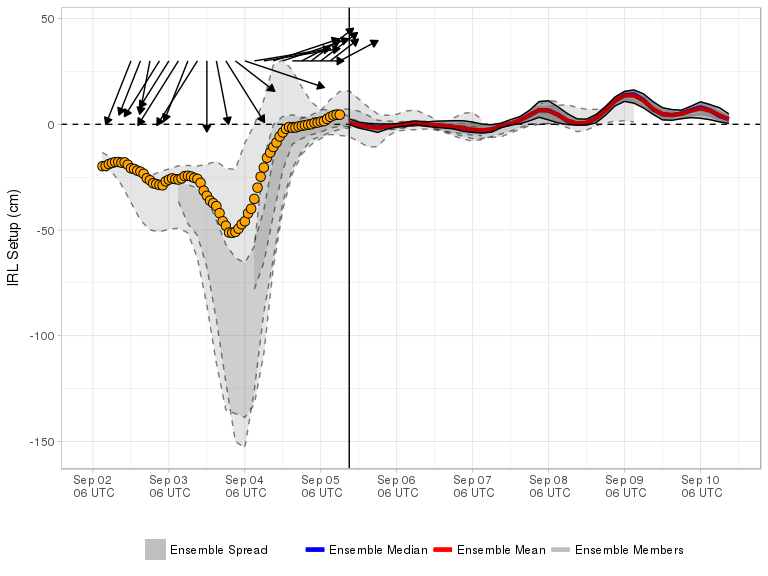 50
0
-50
-100
-150
IRL Setup (cm)
Sep 02 Sep 03 Sep 04 Sep 05 Sep 06 Sep 07 Sep 08 Sep 09 Sep 10
06 UTC 06 UTC 06 UTC 06 UTC 06 UTC 06 UTC 06 UTC 06 UTC 06 UTC
Ensemble Spread Ensemble Median Ensemble Mean Ensemble Members